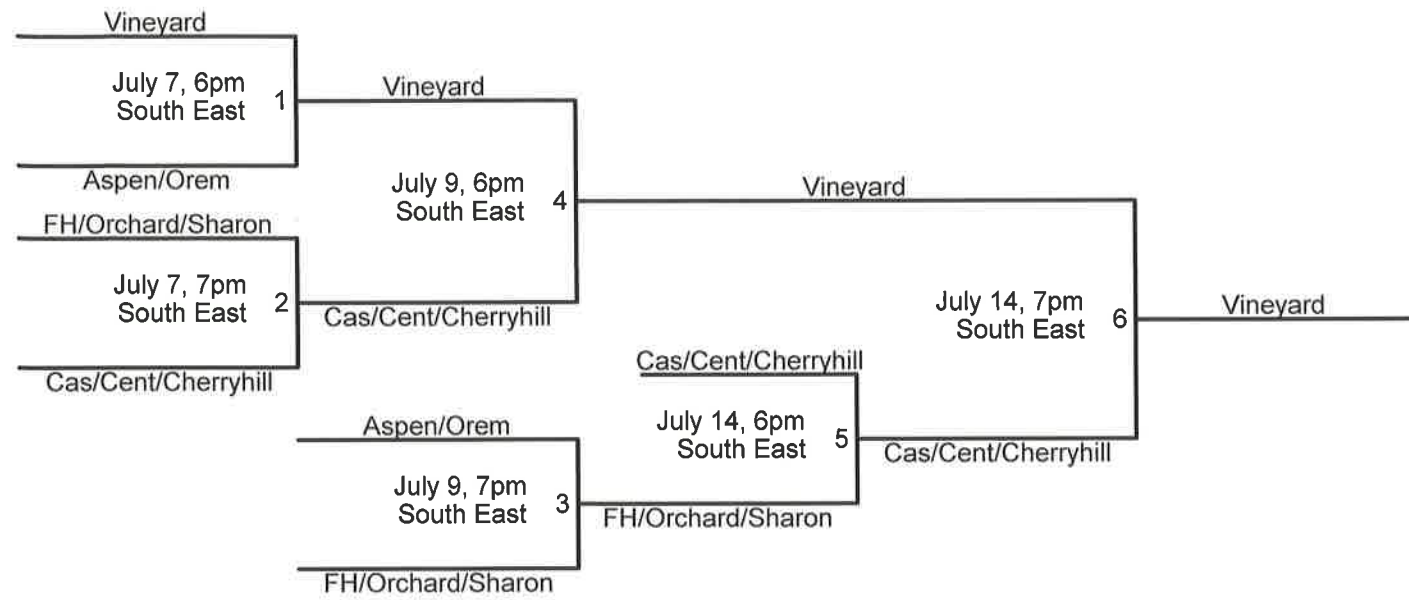 Vineyard
July 7, 6pm
South East
1
Aspen/Orem
Vineyard
FH/Orchard/Sharon
July 7, 7pm
South East
2
Cas/Cent/Cherryhill
July 9, 6pm
South East
4
Cas/Cent/Cherryhill
Vineyard
Aspen/Orem
July 9, 7pm
South East
3
FH/Orchard/Sharon
Cas/Cent/Cherryhill
July 14, 6pm
South East
5
FH/Orchard/Sharon
July 14, 7pm
South East
6
Cas/Cent/Cherryhill
Vineyard